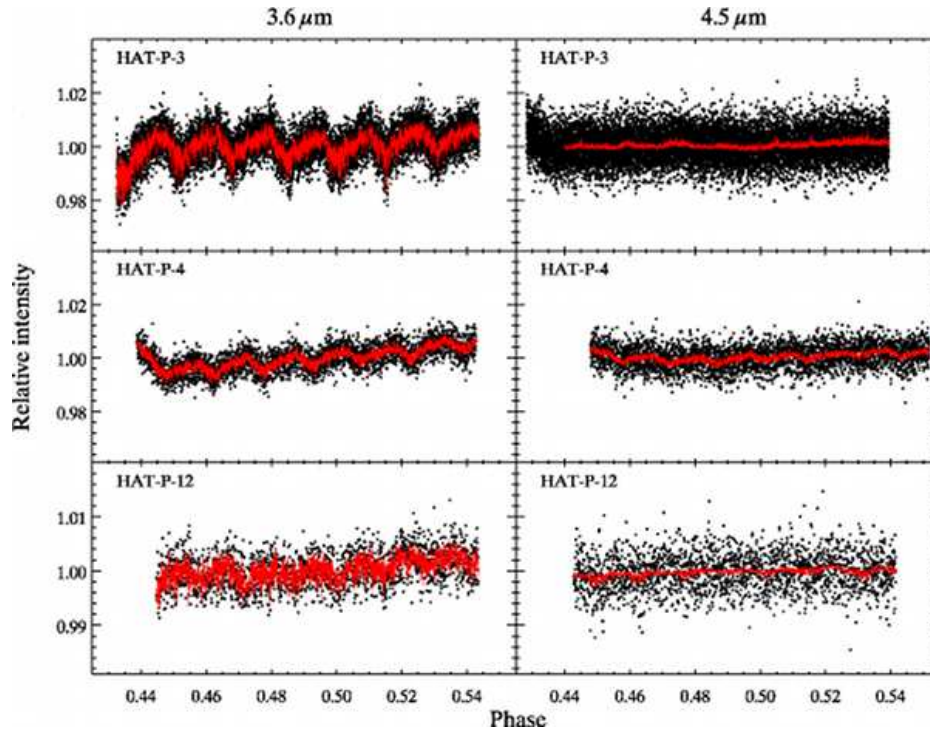 3.6 μm
4.5 μm
HAT-P-3
HAT-P-3
1.02
1.00
0.98
HAT-P-4
HAT-P-4
1.02
1.00
0.98
Relative intensity
HAT-P-12
HAT-P-12
1.01
1.00
0.99
0.44 0.46 0.48 0.50 0.52 0.54
0.44 0.46 0.48 0.50 0.52 0.54
Phase